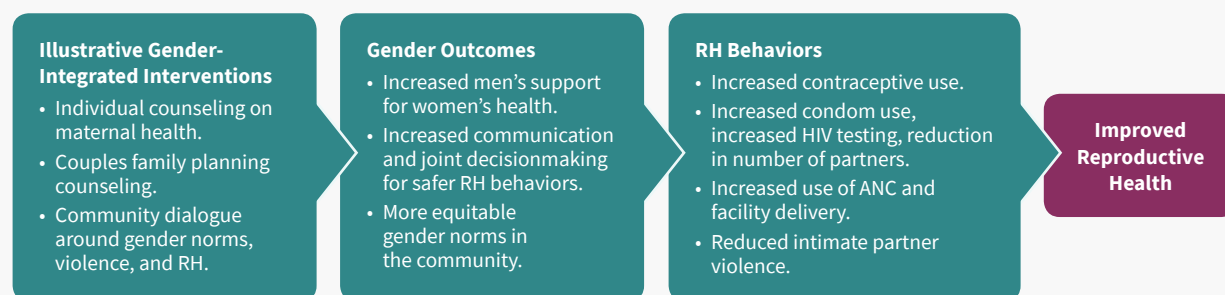 Illustrative Gender-
Integrated Interventions
• Individual counseling on
maternal health.
• Couples family planning
counseling.
• Community dialogue
around gender norms,
violence, and RH.
Gender Outcomes
• Increased men's support
for women's health.
• Increased communication
and joint decisionmaking
for safer RH behaviors.
• More equitable
gender norms in
the community.
RH Behaviors
• Increased contraceptive use.
• Increased condom use,
increased HIV testing, reduction
in number of partners.
• Increased use of ANC and
facility delivery.
• Reduced intimate partner
violence.
Improved
Reproductive
Health